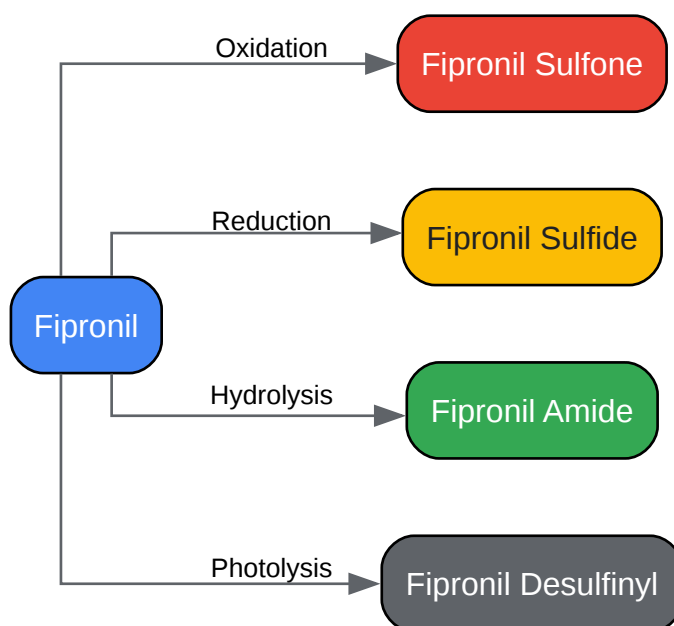 Oxidation
Fipronil Sulfone
Reduction
Fipronil Sulfide
Fipronil
Hydrolysis
Fipronil Amide
Photolysis
Fipronil Desulfinyl